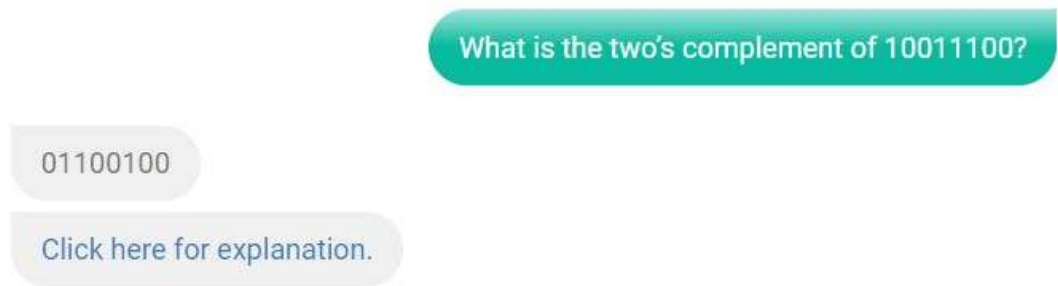 What is the two’s complement of 10011100?
01100100
Click here for explanation.